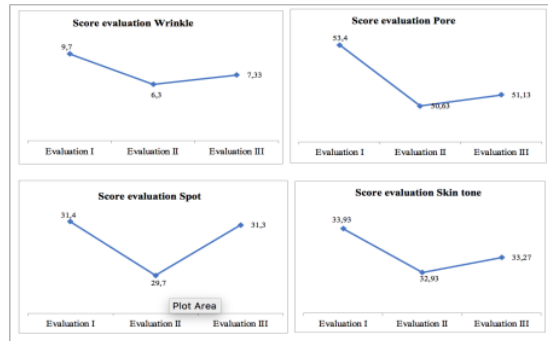 Score evaluation Wrinkle
9,7
6,3
7,33
Evaluation I Evaluation II Evaluation III
Score evaluation Pore
53,4
50,63
51,13
Evaluation I Evaluation II Evaluation III
Score evaluation Spot
31,4
29,7
31,3
Plot Area
Evaluation I Evaluation II Evaluation III
Score evaluation Skin tone
33,93
32,93
33,27
Evaluation I Evaluation II Evaluation III